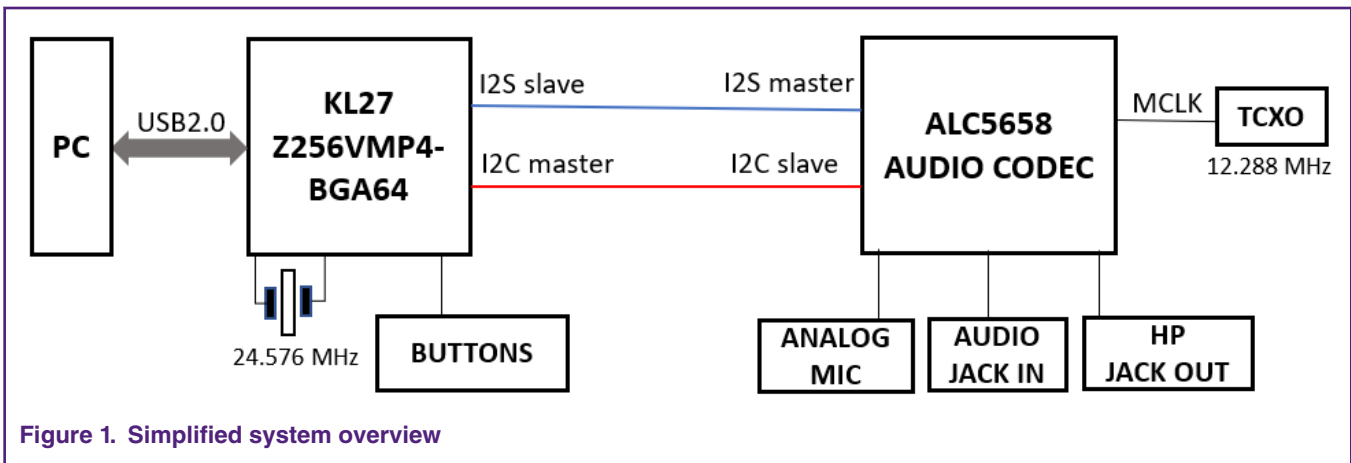 PC
USB2.0
KL27
Z256VMP4-
BGA64
I2S slave
I2S master
I2C master
I2C slave
ALC5658
AUDIO CODEC
MCLK
TCXO
12.288 MHz
24.576 MHz
BUTTONS
ANALOG
MIC
AUDIO
JACK IN
HP
JACK OUT
Figure 1. Simplified system overview